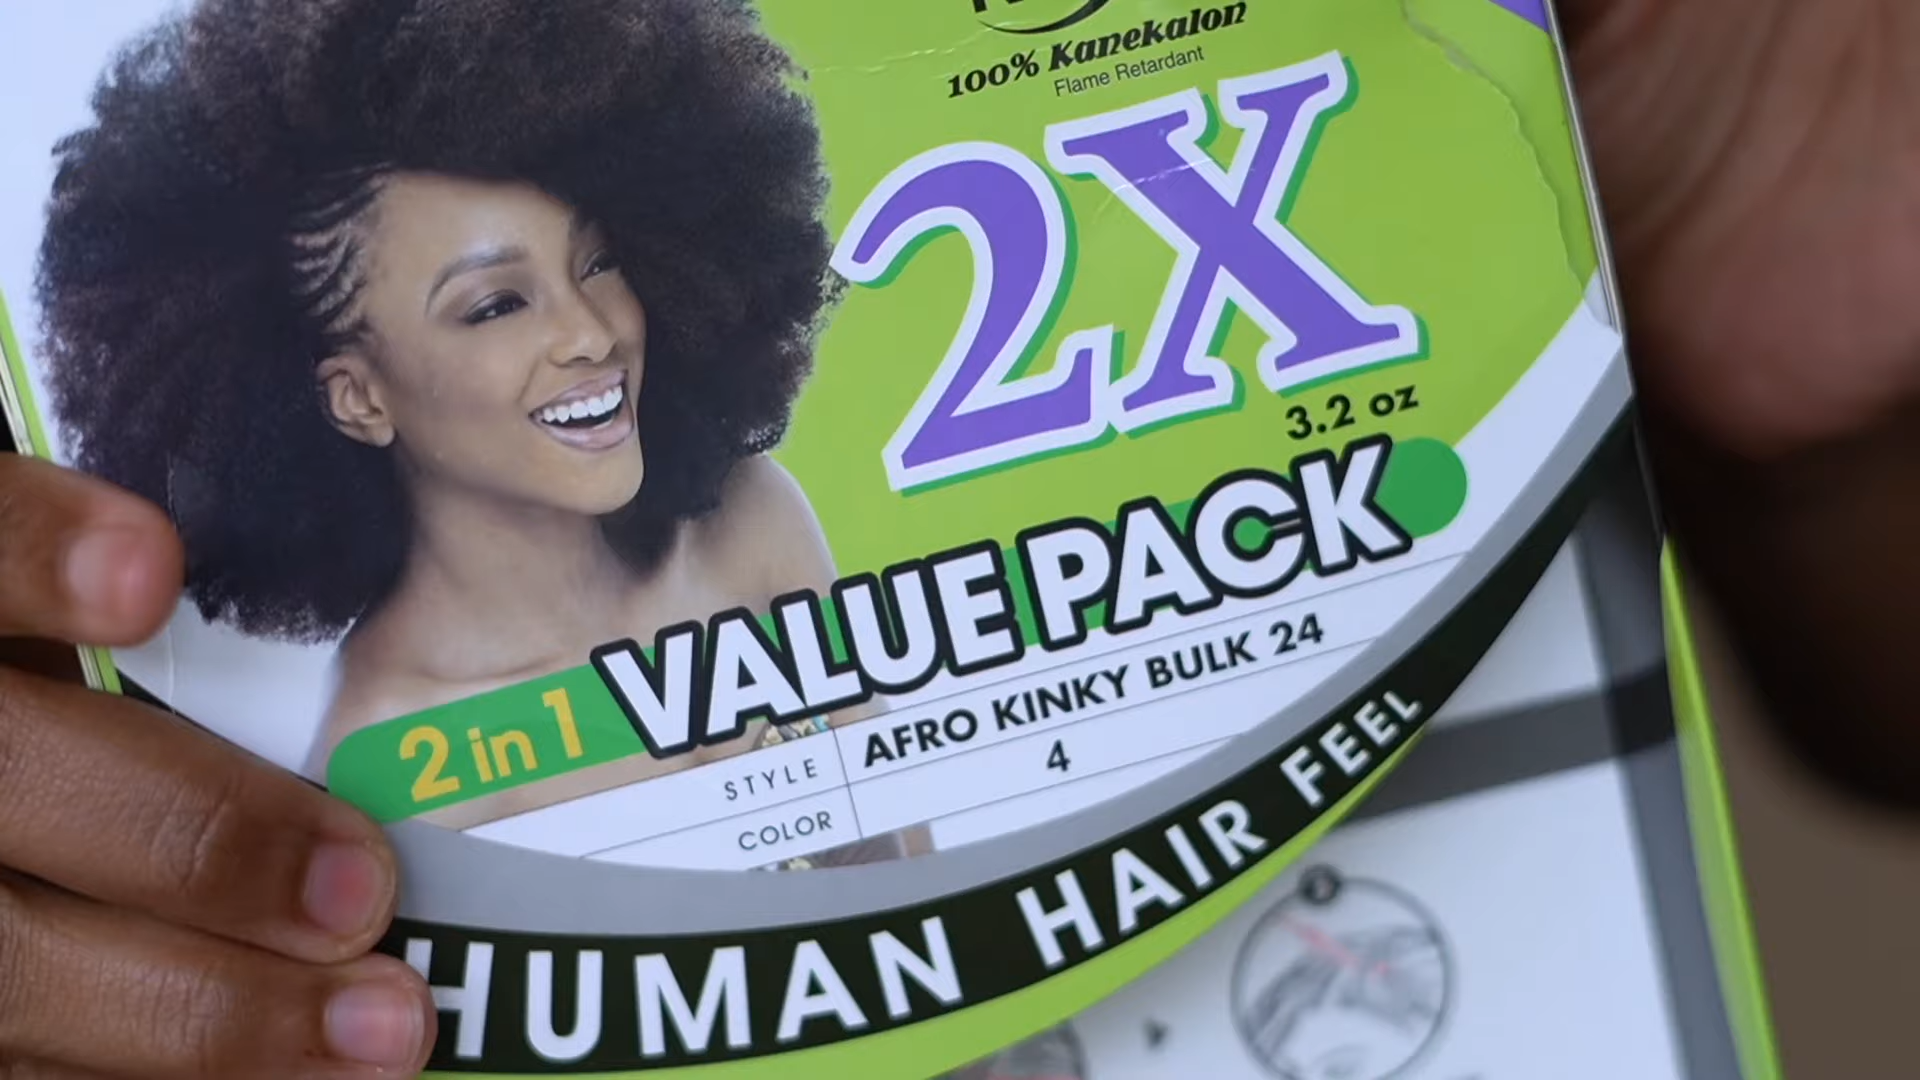 100% Kanekalon
Flame Retardant
2X
3.2 oz
2 in 1 VALUE PACK
STYLE AFRO KINKY BULK 24
COLOR 4
HUMAN HAIR FEEL